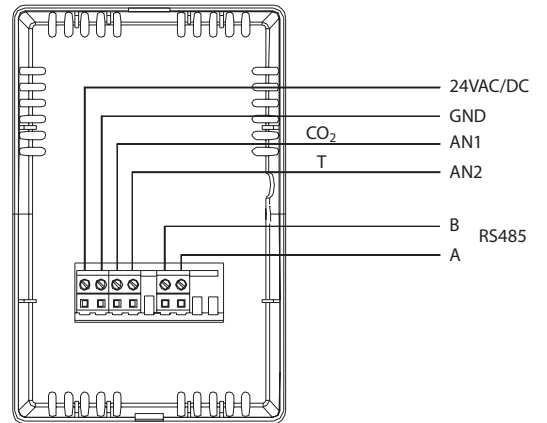 24VAC/DC
GND
CO₂ AN1
T AN2
B
RS485
A